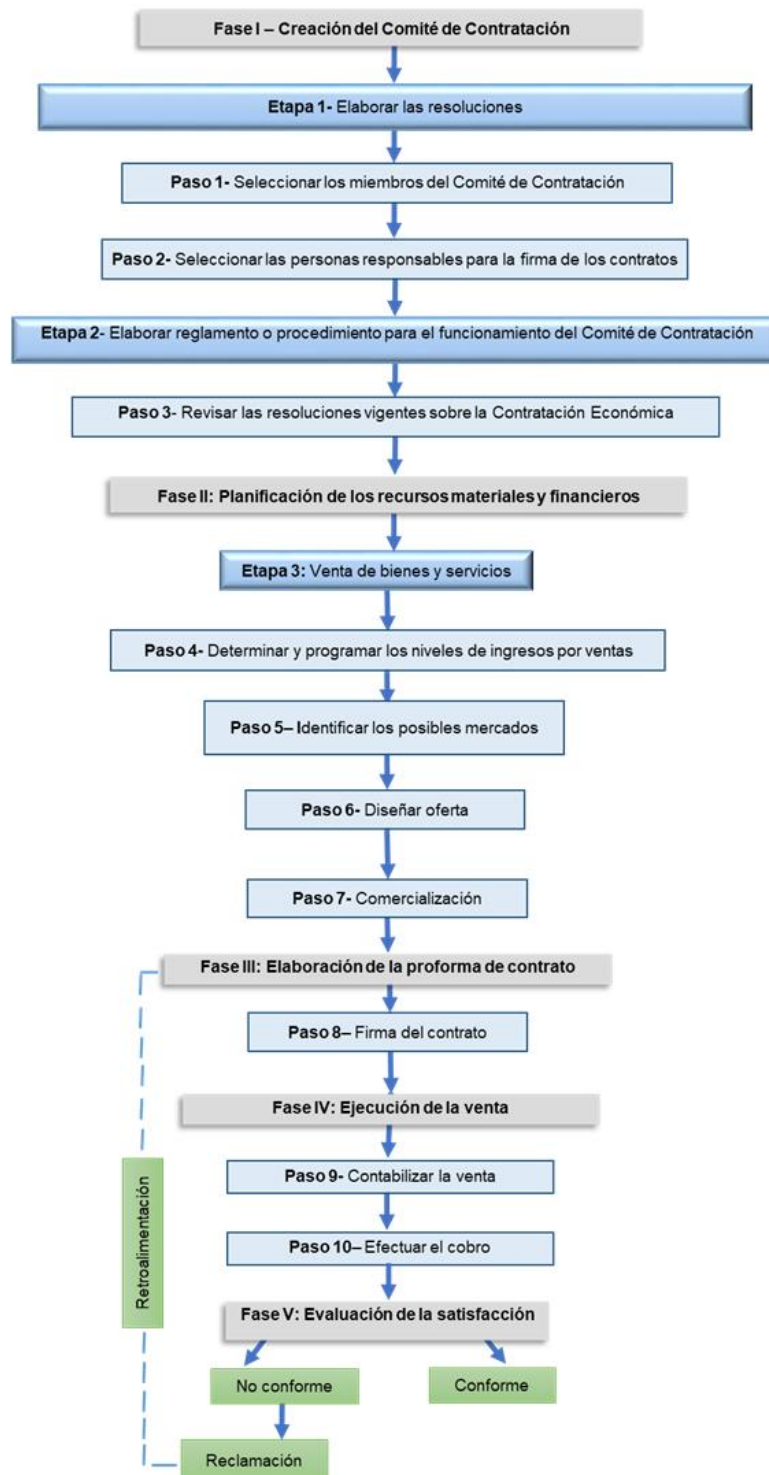 Fase I – Creación del Comité de Contratación
Etapa 1- Elaborar las resoluciones
Paso 1- Seleccionar los miembros del Comité de Contratación
Paso 2- Seleccionar las personas responsables para la firma de los contratos
Etapa 2- Elaborar reglamento o procedimiento para el funcionamiento del Comité de Contratación
Paso 3- Revisar las resoluciones vigentes sobre la Contratación Económica
Fase II: Planificación de los recursos materiales y financieros
Etapa 3: Venta de bienes y servicios
Paso 4- Determinar y programar los niveles de ingresos por ventas
Paso 5– Identificar los posibles mercados
Paso 6- Diseñar oferta
Paso 7- Comercialización
Fase III: Elaboración de la proforma de contrato
Paso 8– Firma del contrato
Fase IV: Ejecución de la venta
Paso 9- Contabilizar la venta
Retroalimentación
Paso 10– Efectuar el cobro
Fase V: Evaluación de la satisfacción
No conforme
Conforme
Reclamación